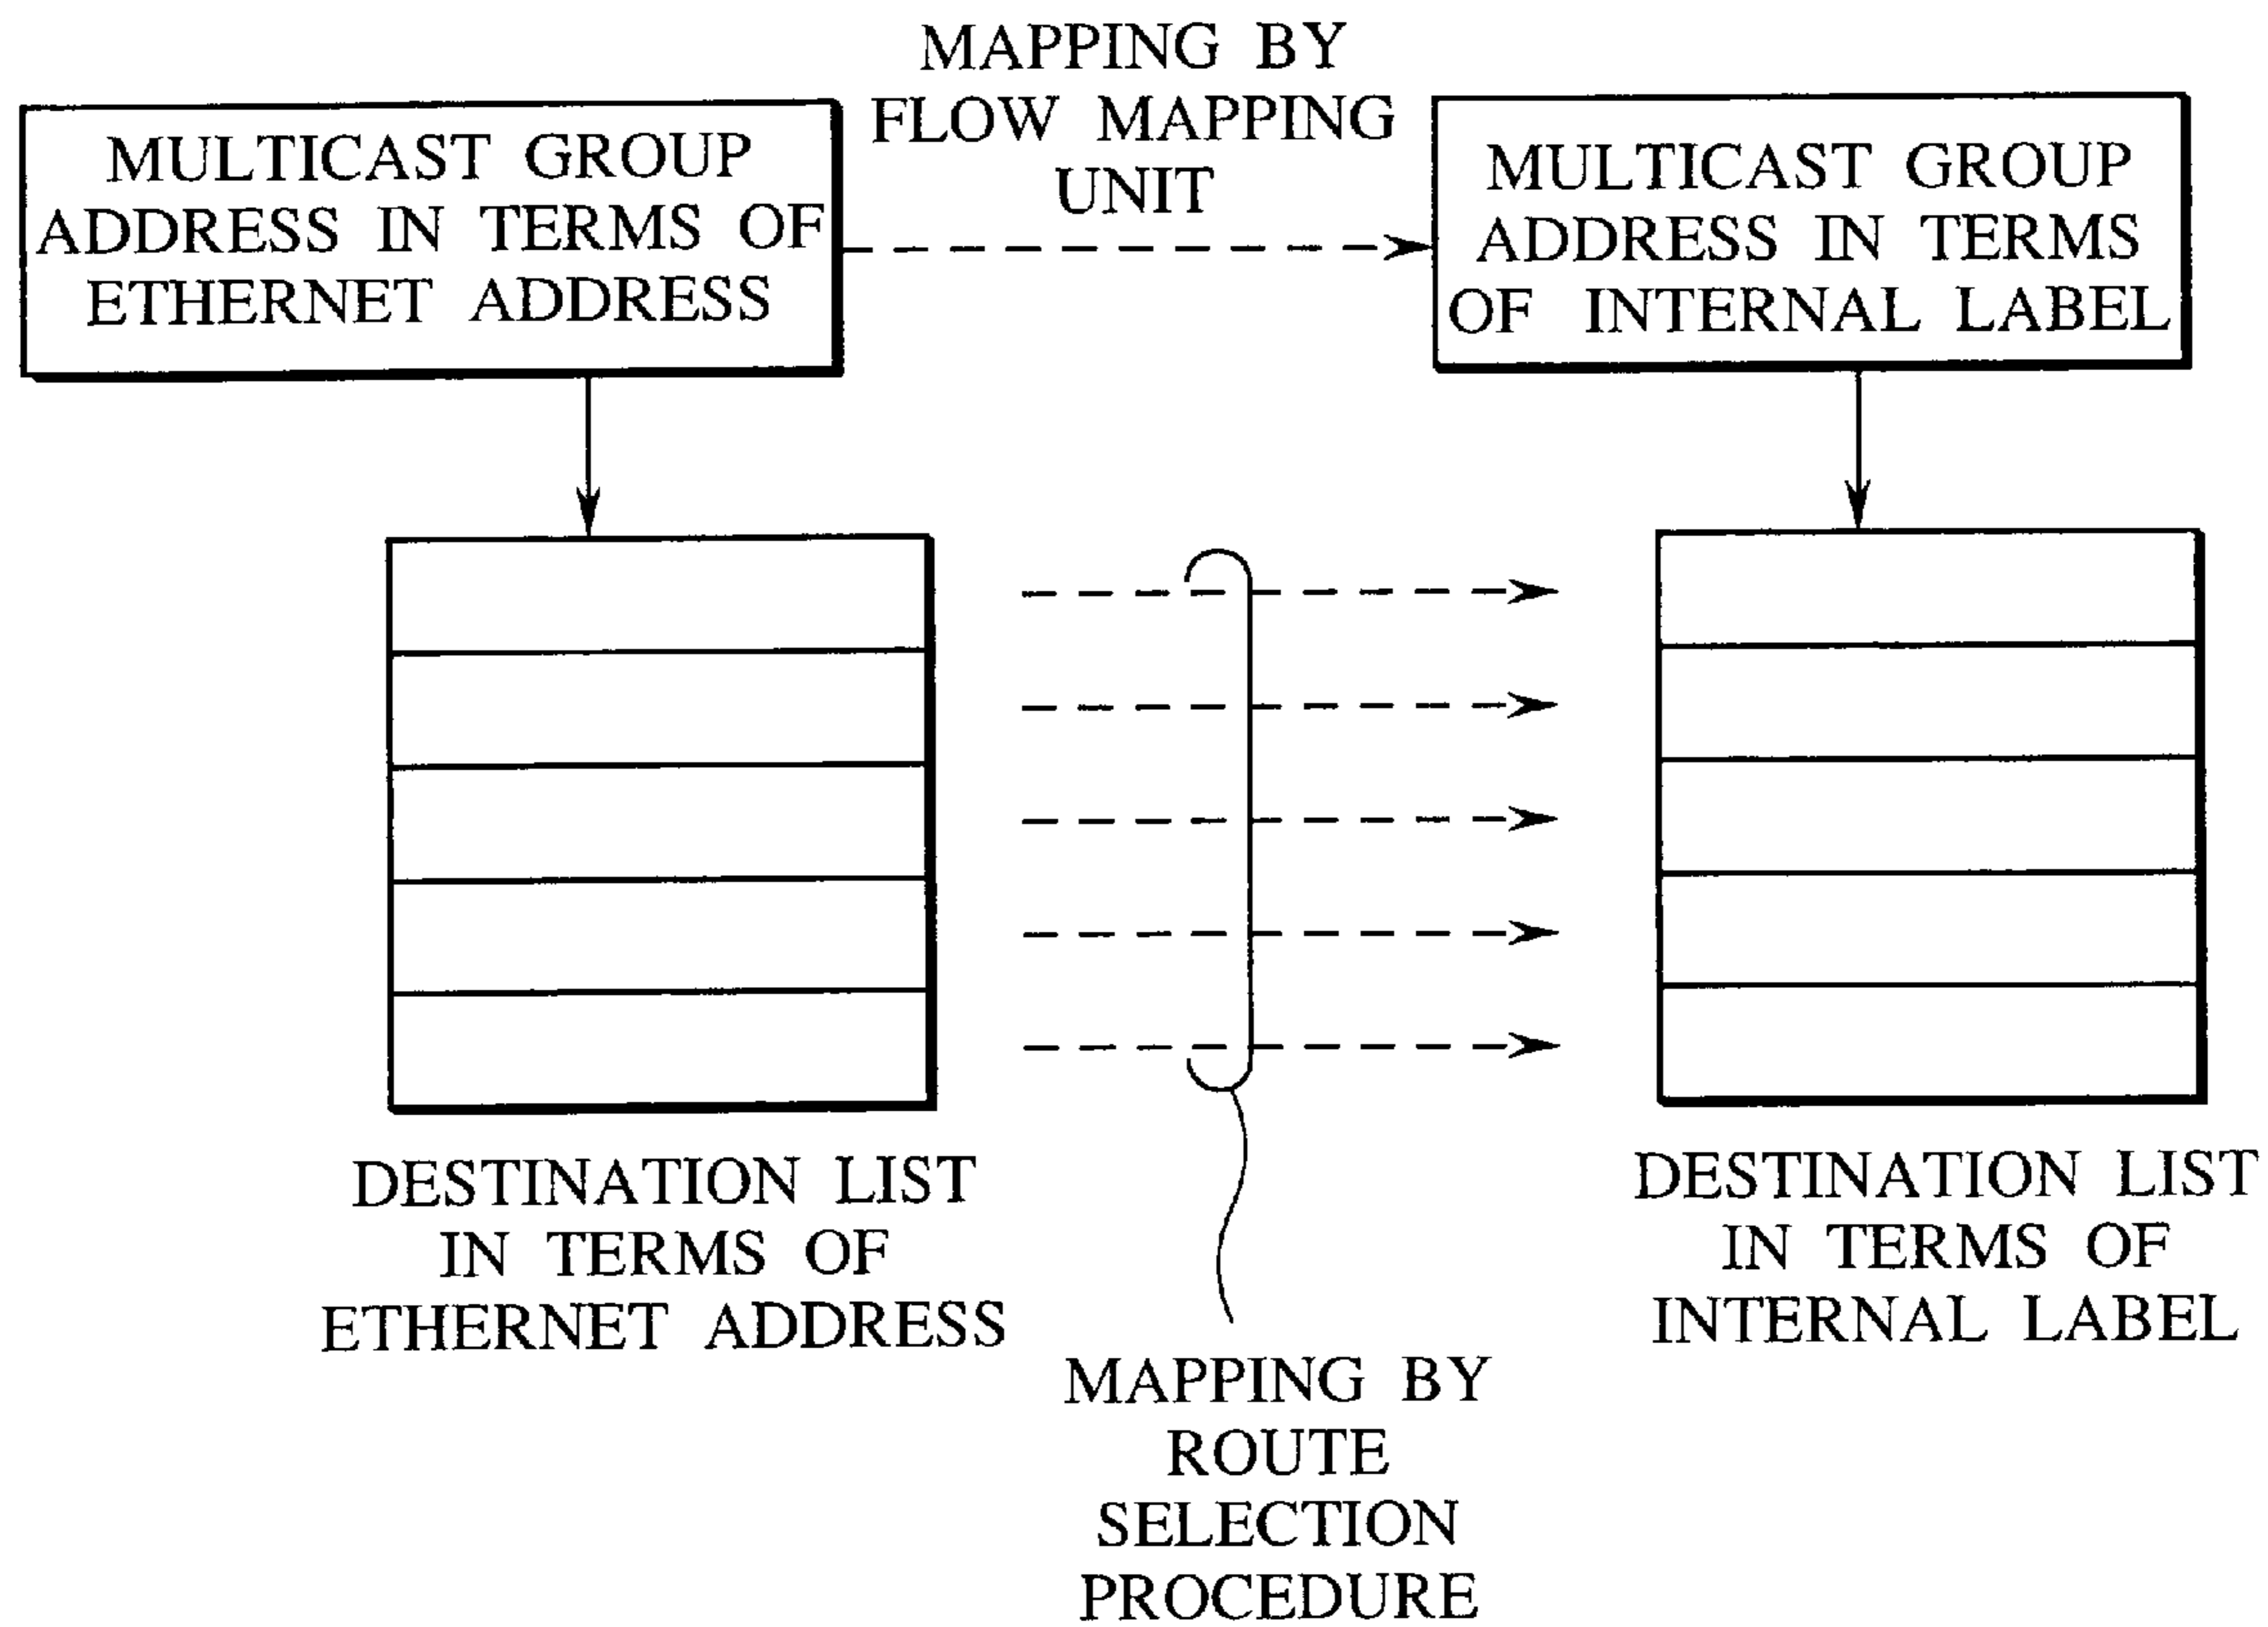 MAPPING BY
FLOW MAPPING
UNIT
MULTICAST GROUP
ADDRESS IN TERMS OF
ETHERNET ADDRESS
MULTICAST GROUP
ADDRESS IN TERMS
OF INTERNAL LABEL
DESTINATION LIST
IN TERMS OF
ETHERNET ADDRESS
DESTINATION LIST
IN TERMS OF
INTERNAL LABEL
MAPPING BY
ROUTE
SELECTION
PROCEDURE